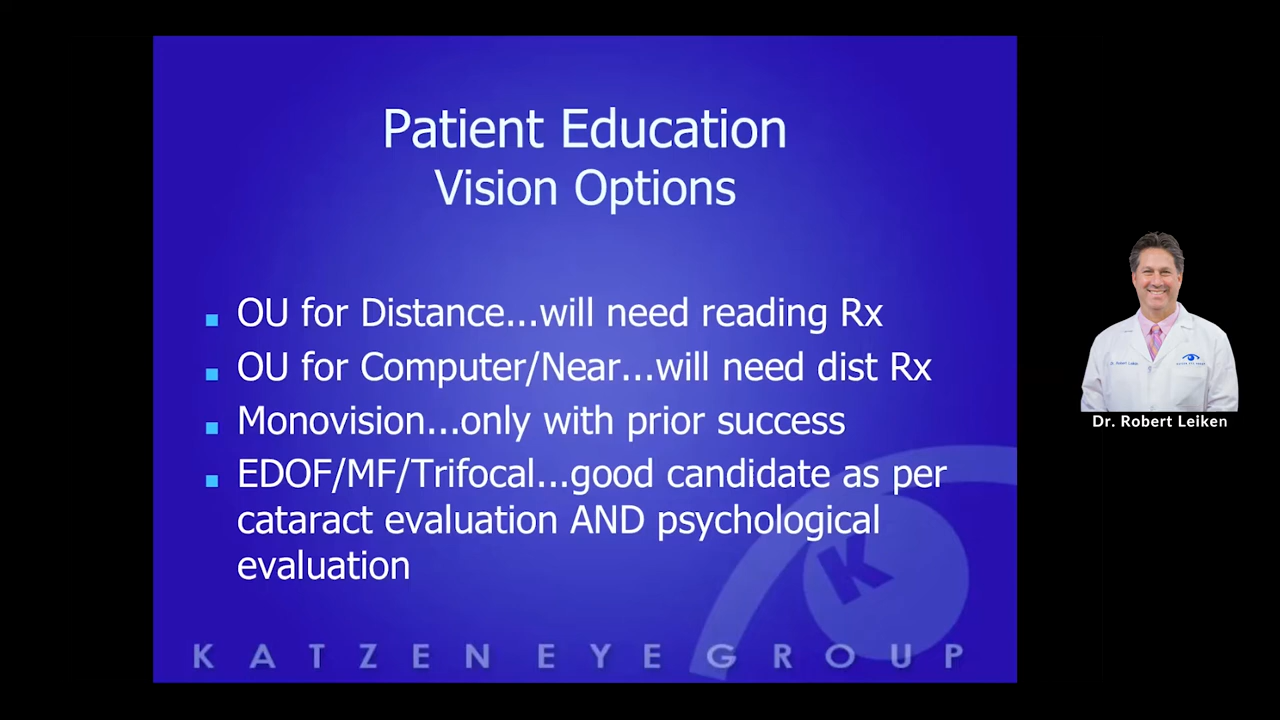 Patient Education
Vision Options
OU for Distance...will need reading Rx
OU for Computer/Near...will need dist Rx
Monovision...only with prior success
EDOF/MF/Trifocal...good candidate as per
cataract evaluation AND psychological
evaluation
K
KATZEN EYE GROUP
Dr. Robert Leiken